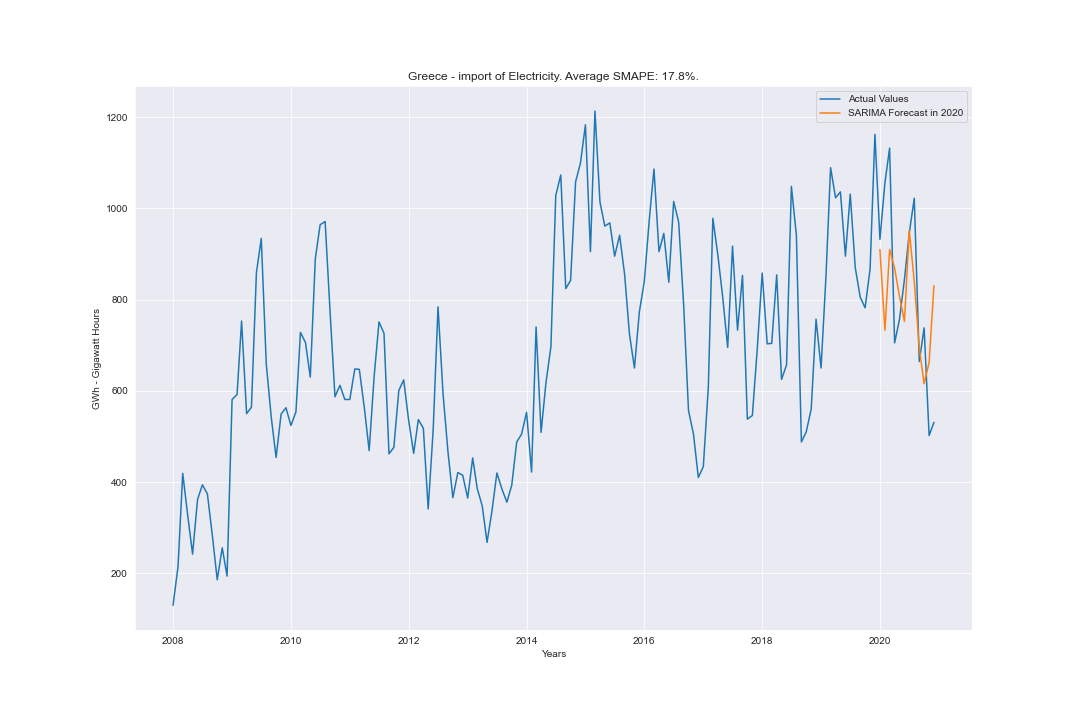 Greece - import of Electricity. Average SMAPE: 17.8%.
Actual Values
SARIMA Forecast in 2020
GWh - Gigawatt Hours
1200
1000
800
600
400
200
2008 2010 2012 2014 2016 2018 2020
Years